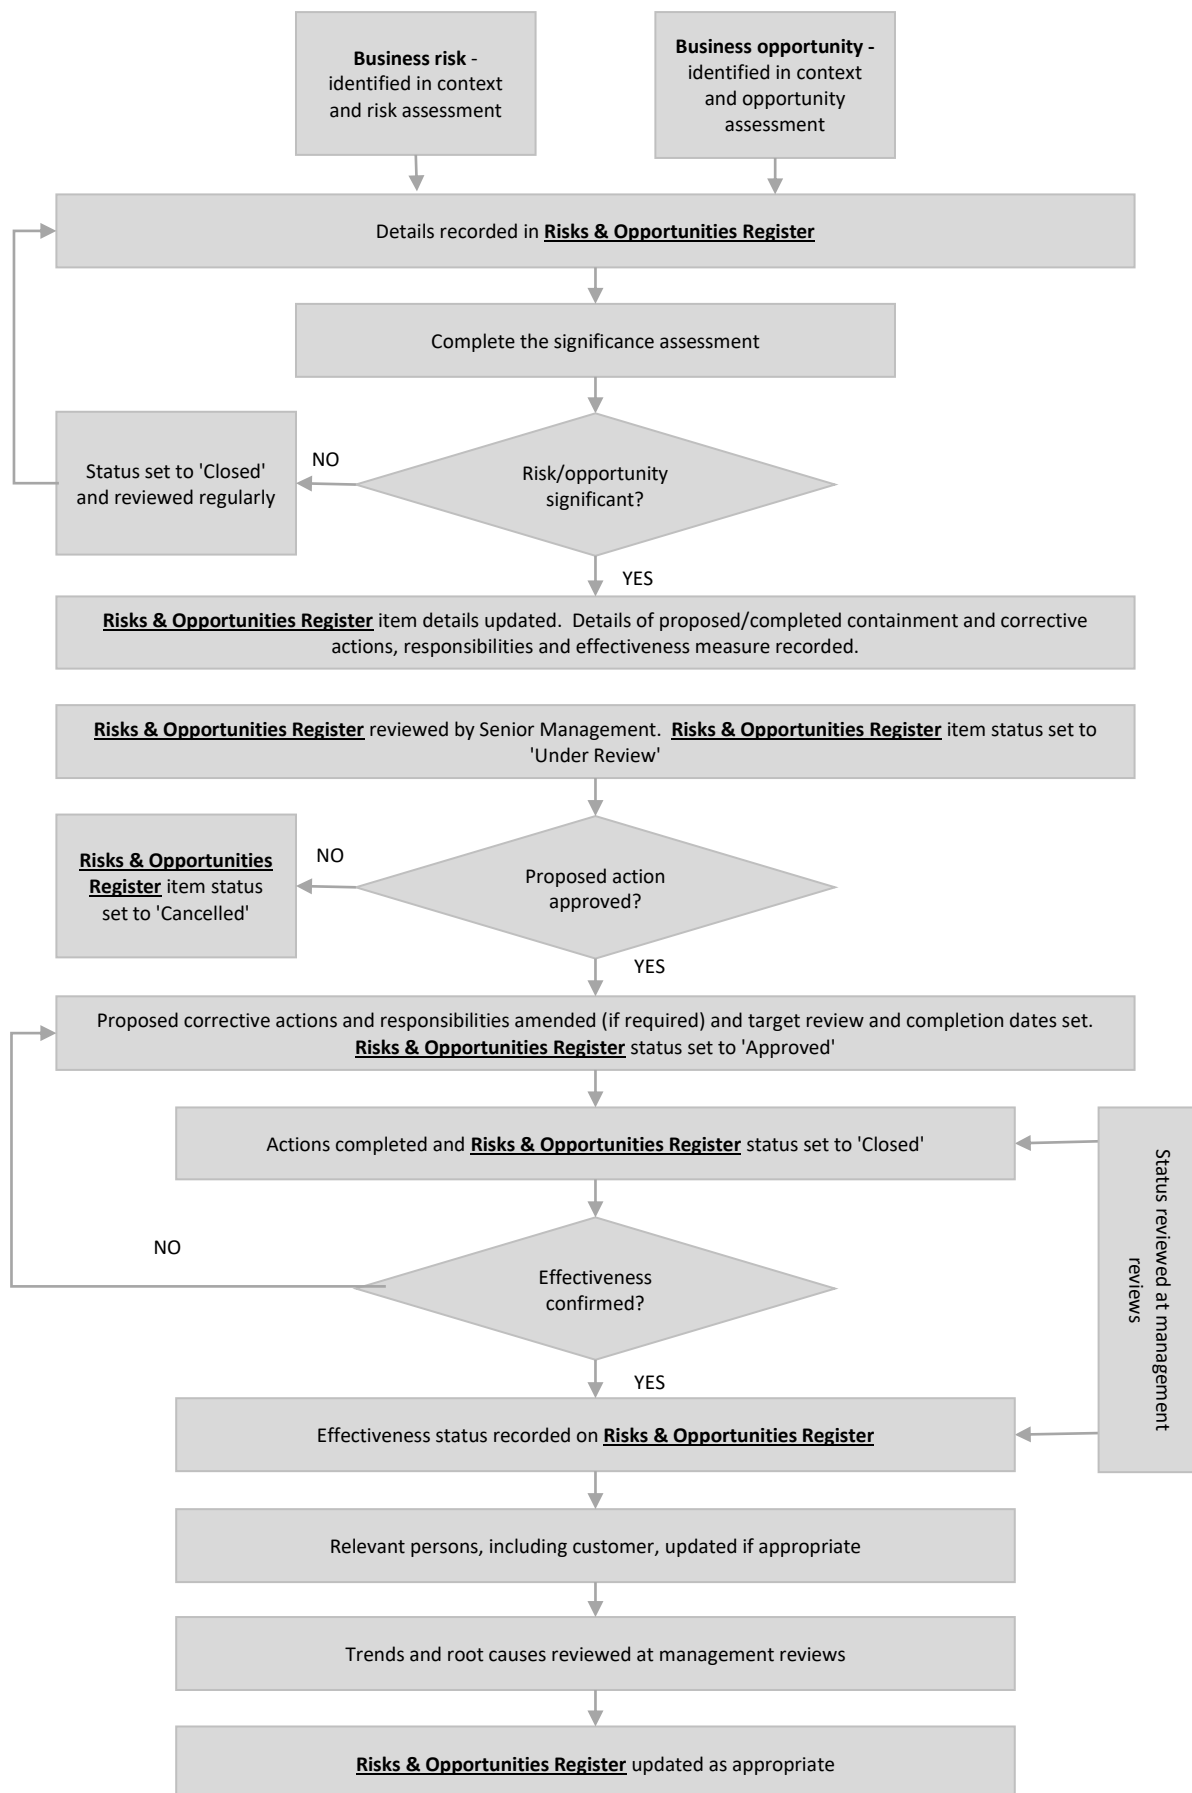 Business risk -
identified in context
and risk assessment
Business opportunity -
identified in context
and opportunity
assessment
Details recorded in Risks & Opportunities Register
Complete the significance assessment
Risk/opportunity
significant?
NO
Status set to 'Closed'
and reviewed regularly
YES
Risks & Opportunities Register item details updated.  Details of proposed/completed containment and corrective
actions, responsibilities and effectiveness measure recorded.
Risks & Opportunities Register reviewed by Senior Management.  Risks & Opportunities Register item status set to
'Under Review'
Proposed action
approved?
NO
Risks & Opportunities
Register item status
set to 'Cancelled'
YES
Proposed corrective actions and responsibilities amended (if required) and target review and completion dates set.
Risks & Opportunities Register status set to 'Approved'
Actions completed and Risks & Opportunities Register status set to 'Closed'
Status reviewed at management
reviews
Effectiveness
confirmed?
NO
YES
Effectiveness status recorded on Risks & Opportunities Register
Relevant persons, including customer, updated if appropriate
Trends and root causes reviewed at management reviews
Risks & Opportunities Register updated as appropriate